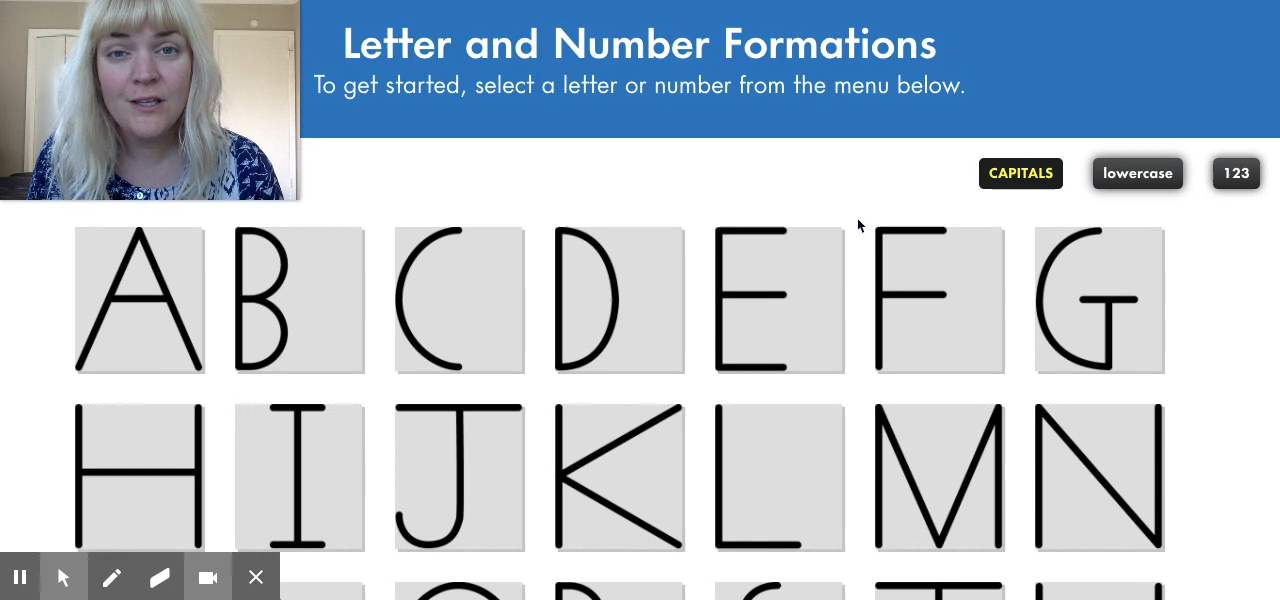 Letter and Number Formations
To get started, select a letter or number from the menu below.
CAPITALS lowercase 123
A B C D E F G
H I J K L M N